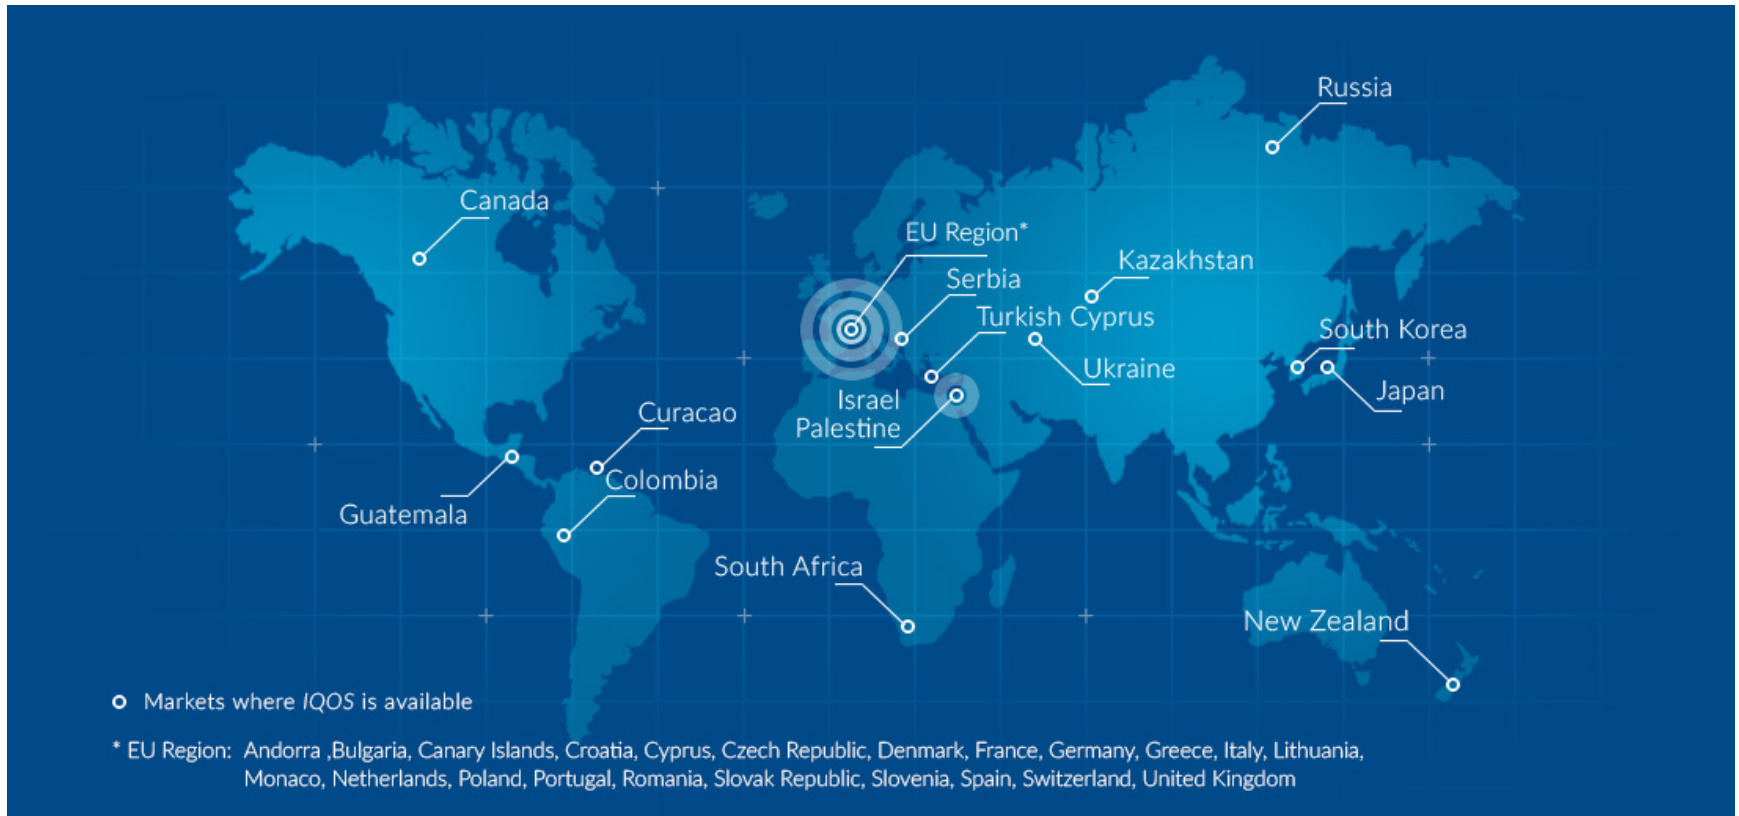 Russia
Canada
EU Region*
Kazakhstan
Serbia
Turkish Cyprus
South Korea
Ukraine
Japan
Israel
Palestine
Curacao
Colombia
Guatemala
South Africa
New Zealand
Markets where IQOS is available
* EU Region: Andorra ,Bulgaria, Canary Islands, Croatia, Cyprus, Czech Republic, Denmark, France, Germany, Greece, Italy, Lithuania,
Monaco, Netherlands, Poland, Portugal, Romania, Slovak Republic, Slovenia, Spain, Switzerland, United Kingdom